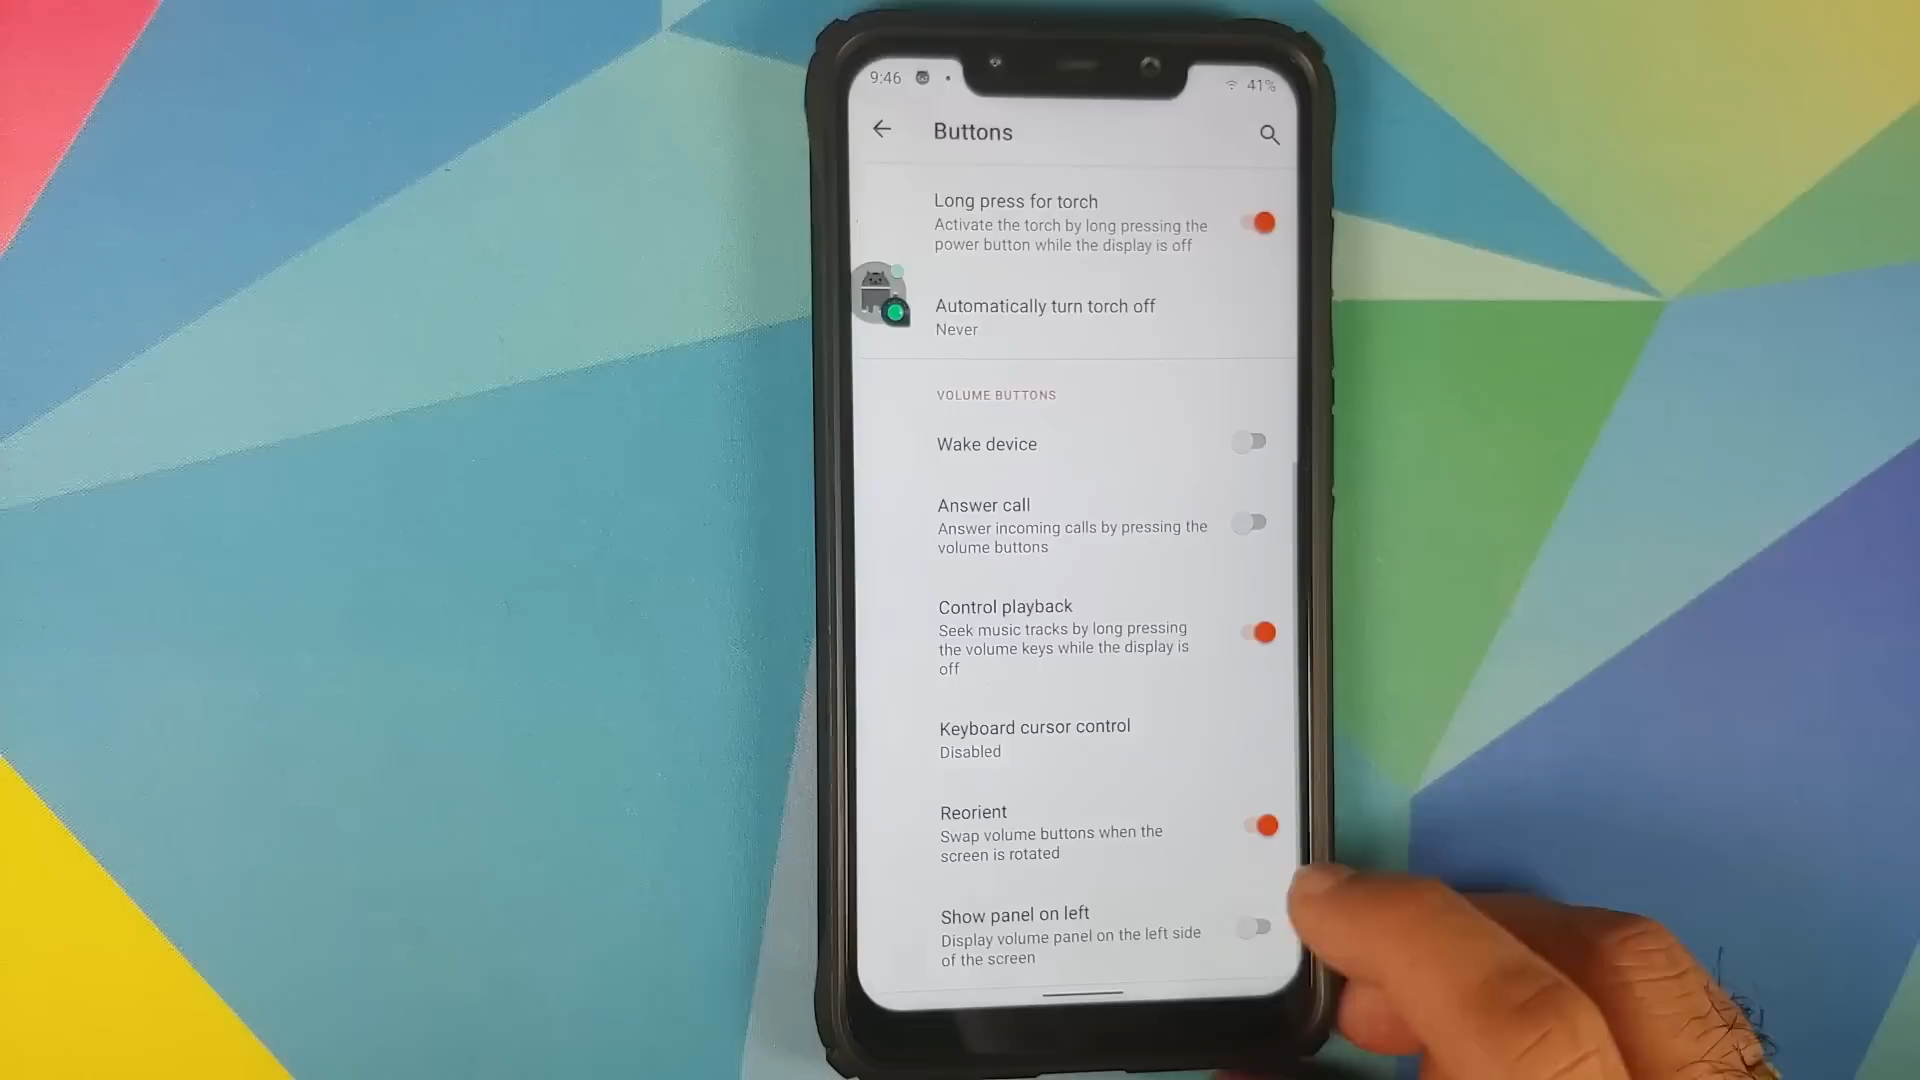 9:46
41%
Buttons
Long press for torch
Activate the torch by long pressing the
power button while the display is off
Automatically turn torch off
Never
VOLUME BUTTONS
Wake device
Answer call
Answer incoming calls by pressing the
volume buttons
Control playback
Seek music tracks by long pressing
the volume keys while the display is
off
Keyboard cursor control
Disabled
Reorient
Swap volume buttons when the
screen is rotated
Show panel on left
Display volume panel on the left side
of the screen